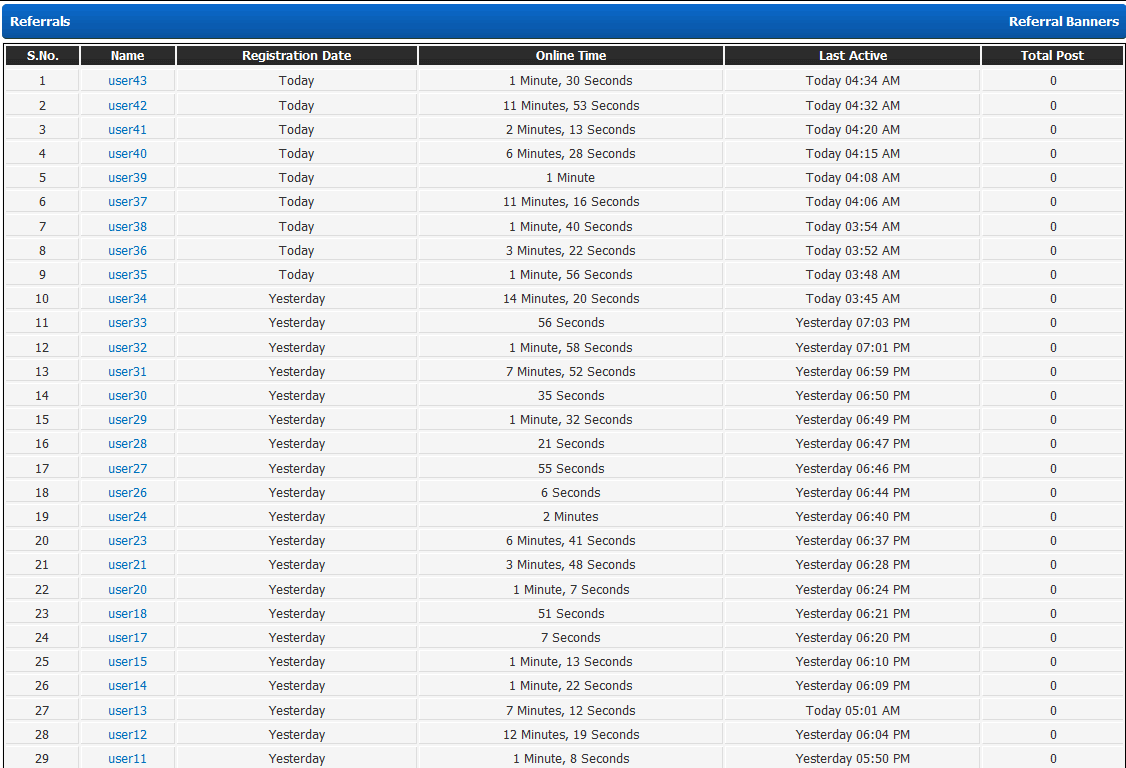 Referrals Referral Banners
S.No. Name Registration Date Online Time Last Active Total Post
1 user43 Today 1 Minute, 30 Seconds Today 04:34 AM 0
2 user42 Today 11 Minutes, 53 Seconds Today 04:32 AM 0
3 user41 Today 2 Minutes, 13 Seconds Today 04:20 AM 0
4 user40 Today 6 Minutes, 28 Seconds Today 04:15 AM 0
5 user39 Today 1 Minute Today 04:08 AM 0
6 user37 Today 11 Minutes, 16 Seconds Today 04:06 AM 0
7 user38 Today 1 Minute, 40 Seconds Today 03:54 AM 0
8 user36 Today 3 Minutes, 22 Seconds Today 03:52 AM 0
9 user35 Today 1 Minute, 56 Seconds Today 03:48 AM 0
10 user34 Yesterday 14 Minutes, 20 Seconds Today 03:45 AM 0
11 user33 Yesterday 56 Seconds Yesterday 07:03 PM 0
12 user32 Yesterday 1 Minute, 58 Seconds Yesterday 07:01 PM 0
13 user31 Yesterday 7 Minutes, 52 Seconds Yesterday 06:59 PM 0
14 user30 Yesterday 35 Seconds Yesterday 06:50 PM 0
15 user29 Yesterday 1 Minute, 32 Seconds Yesterday 06:49 PM 0
16 user28 Yesterday 21 Seconds Yesterday 06:47 PM 0
17 user27 Yesterday 55 Seconds Yesterday 06:46 PM 0
18 user26 Yesterday 6 Seconds Yesterday 06:44 PM 0
19 user24 Yesterday 2 Minutes Yesterday 06:40 PM 0
20 user23 Yesterday 6 Minutes, 41 Seconds Yesterday 06:37 PM 0
21 user21 Yesterday 3 Minutes, 48 Seconds Yesterday 06:28 PM 0
22 user20 Yesterday 1 Minute, 7 Seconds Yesterday 06:24 PM 0
23 user18 Yesterday 51 Seconds Yesterday 06:21 PM 0
24 user17 Yesterday 7 Seconds Yesterday 06:20 PM 0
25 user15 Yesterday 1 Minute, 13 Seconds Yesterday 06:10 PM 0
26 user14 Yesterday 1 Minute, 22 Seconds Yesterday 06:09 PM 0
27 user13 Yesterday 7 Minutes, 12 Seconds Today 05:01 AM 0
28 user12 Yesterday 12 Minutes, 19 Seconds Yesterday 06:04 PM 0
29 user11 Yesterday 1 Minute, 8 Seconds Yesterday 05:50 PM 0